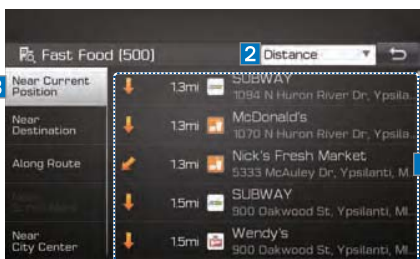 Fast Food (500)
2 Distance
Near Current
Position
Near
Destination
Along Route
Near
Near
City Center
1.3mi SUBWAY
1094 N Huron River Dr, Ypsila...
1.3mi McDonald's
1070 N Huron River Dr, Ypsila...
1.3mi Nick's Fresh Market
5333 McAuley Dr, Ypsilanti, M...
1.5mi SUBWAY
900 Oakwood St, Ypsilanti, MI...
1.5mi Wendy's
900 Oakwood St, Ypsilanti, MI...